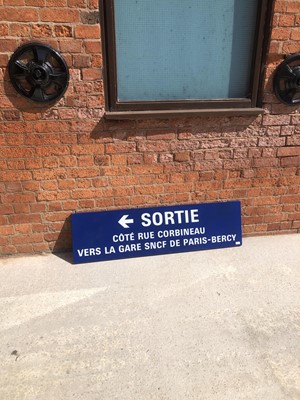 ← SORTIE
CÔTÉ RUE CORBINEAU
VERS LA GARE SNCF DE PARIS-BERCY